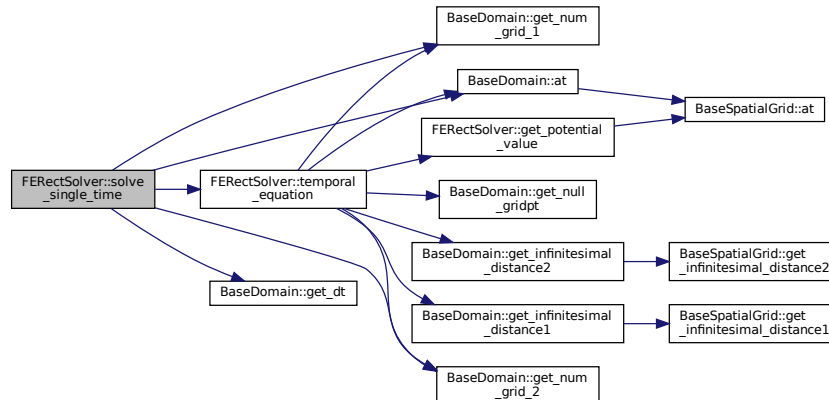 BaseDomain::get_num
_grid_1
BaseDomain::at
BaseSpatialGrid::at
FERectSolver::get_potential
_value
FERectSolver::solve
_single_time
FERectSolver::temporal
_equation
BaseDomain::get_null
_gridpt
BaseDomain::get_infinitesimal
_distance2
BaseSpatialGrid::get
_infinitesimal_distance2
BaseDomain::get_dt
BaseDomain::get_infinitesimal
_distance1
BaseSpatialGrid::get
_infinitesimal_distance1
BaseDomain::get_num
_grid_2